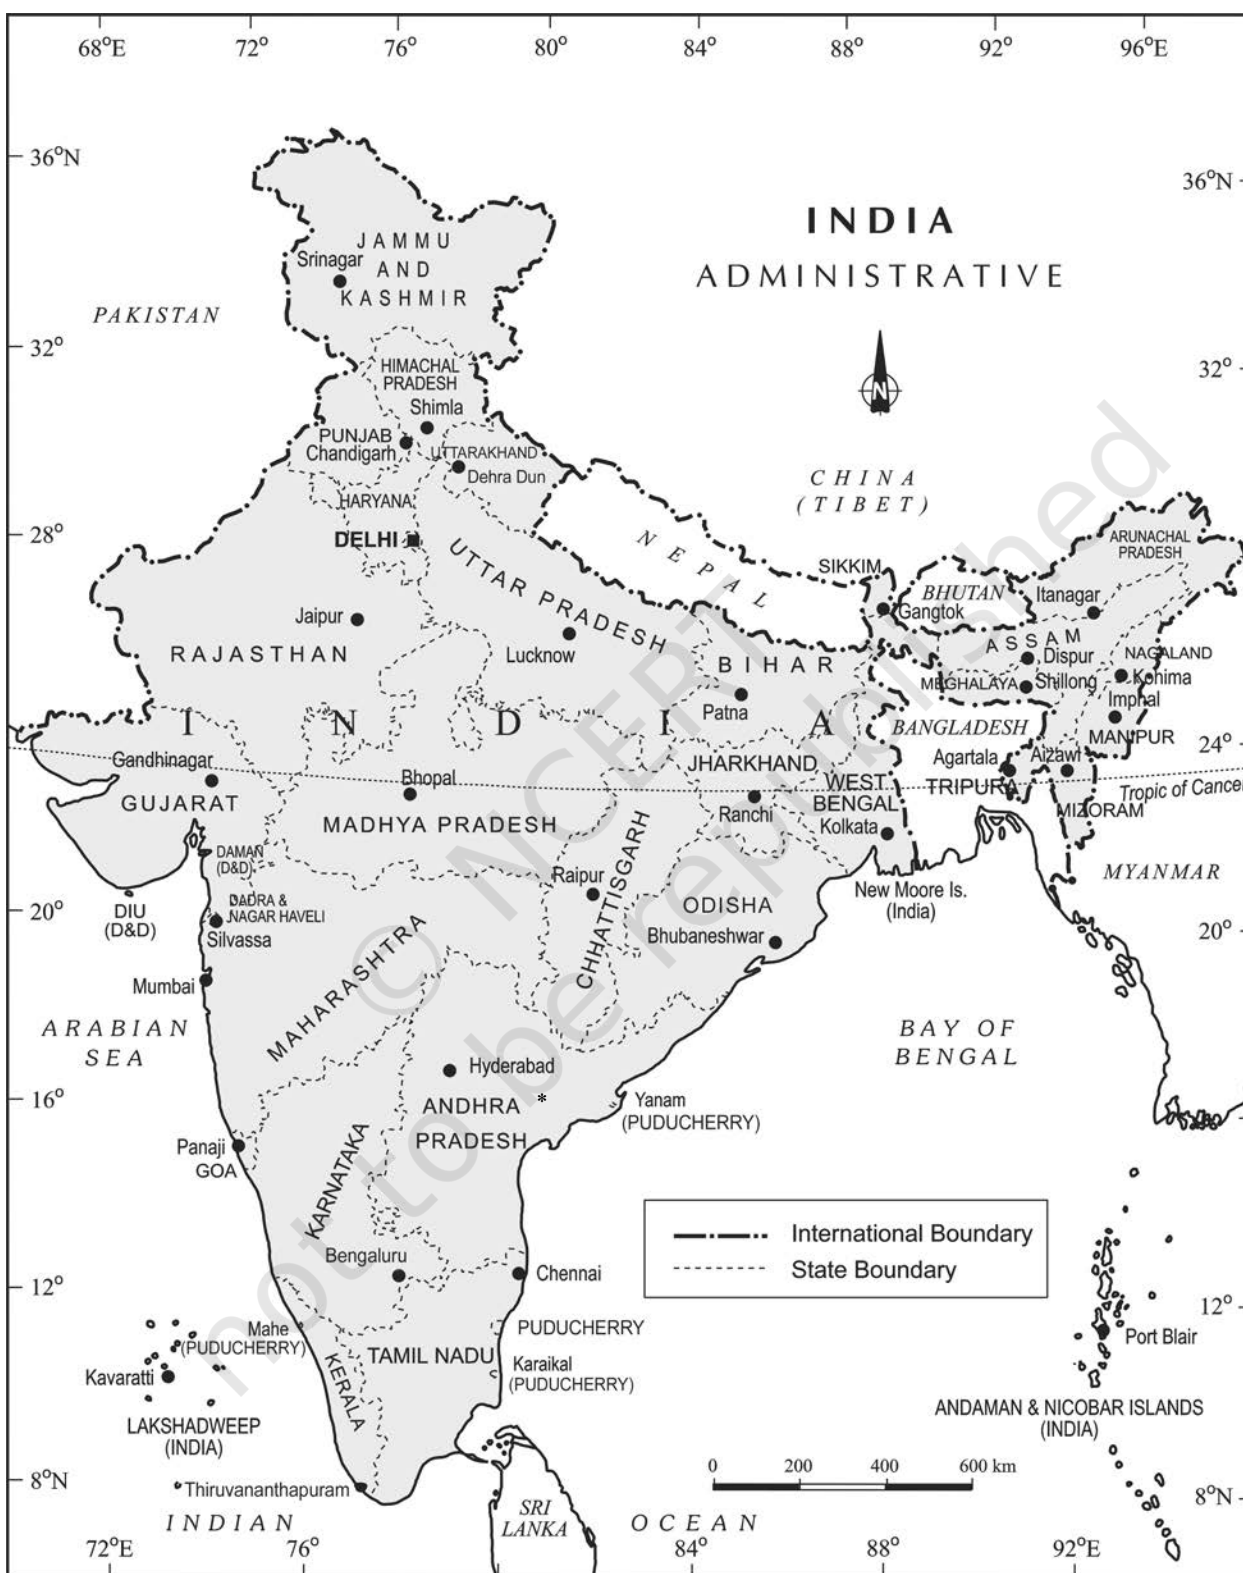 68°E 72° 76° 80° 84° 88° 92° 96°E
36°N
36°N
INDIA
ADMINISTRATIVE
JAMMU
AND
KASHMIR
Srinagar
PAKISTAN
32°
32°
HIMACHAL
PRADESH
Shimla
N
PUNJAB
Chandigarh
UTTARAKHAND
Dehra Dun
CHINA
(TIBET)
HARYANA
28°
DELHI
NEPAL
UTTAR PRADESH
SIKKIM
Gangtok
BHUTAN
ARUNACHAL
PRADESH
Itanagar
Jaipur
RAJASTHAN
Lucknow
BIHAR
Patna
ASSAM
Dispur
NAGALAND
MEGHALAYA
Shillong
Kohima
Imphal
MANIPUR
INDIA
BANGLADESH
24°
Gandhinagar
GUJARAT
Bhopal
MADHYA PRADESH
JHARKHAND
Ranchi
WEST
BENGAL
Kolkata
Agartala
TRIPURA
Aizawl
MIZORAM
Tropic of Cancer
MYANMAR
DAMAN
(D&D)
DIU
(D&D)
DADRA &
NAGAR HAVELI
Silvassa
20°
CHHATTISGARH
Raipur
ODISHA
Bhubaneshwar
New Moore Is.
(India)
20°
Mumbai
MAHARASHTRA
ARABIAN
SEA
BAY OF
BENGAL
Hyderabad
16°
ANDHRA *
PRADESH
Yanam
(PUDUCHERRY)
Panaji
GOA
KARNATAKA
International Boundary
State Boundary
Bengaluru
Chennai
12°
12°
Mahe
(PUDUCHERRY)
PUDUCHERRY
Port Blair
Kavaratti
KERALA
TAMIL NADU
Karaikal
(PUDUCHERRY)
LAKSHADWEEP
(INDIA)
ANDAMAN & NICOBAR ISLANDS
(INDIA)
0 200 400 600 km
8°N
Thiruvananthapuram
8°N
INDIAN
SRI
LANKA
OCEAN
72°E 76° 84° 88° 92°E
© NCERT
not to be republished